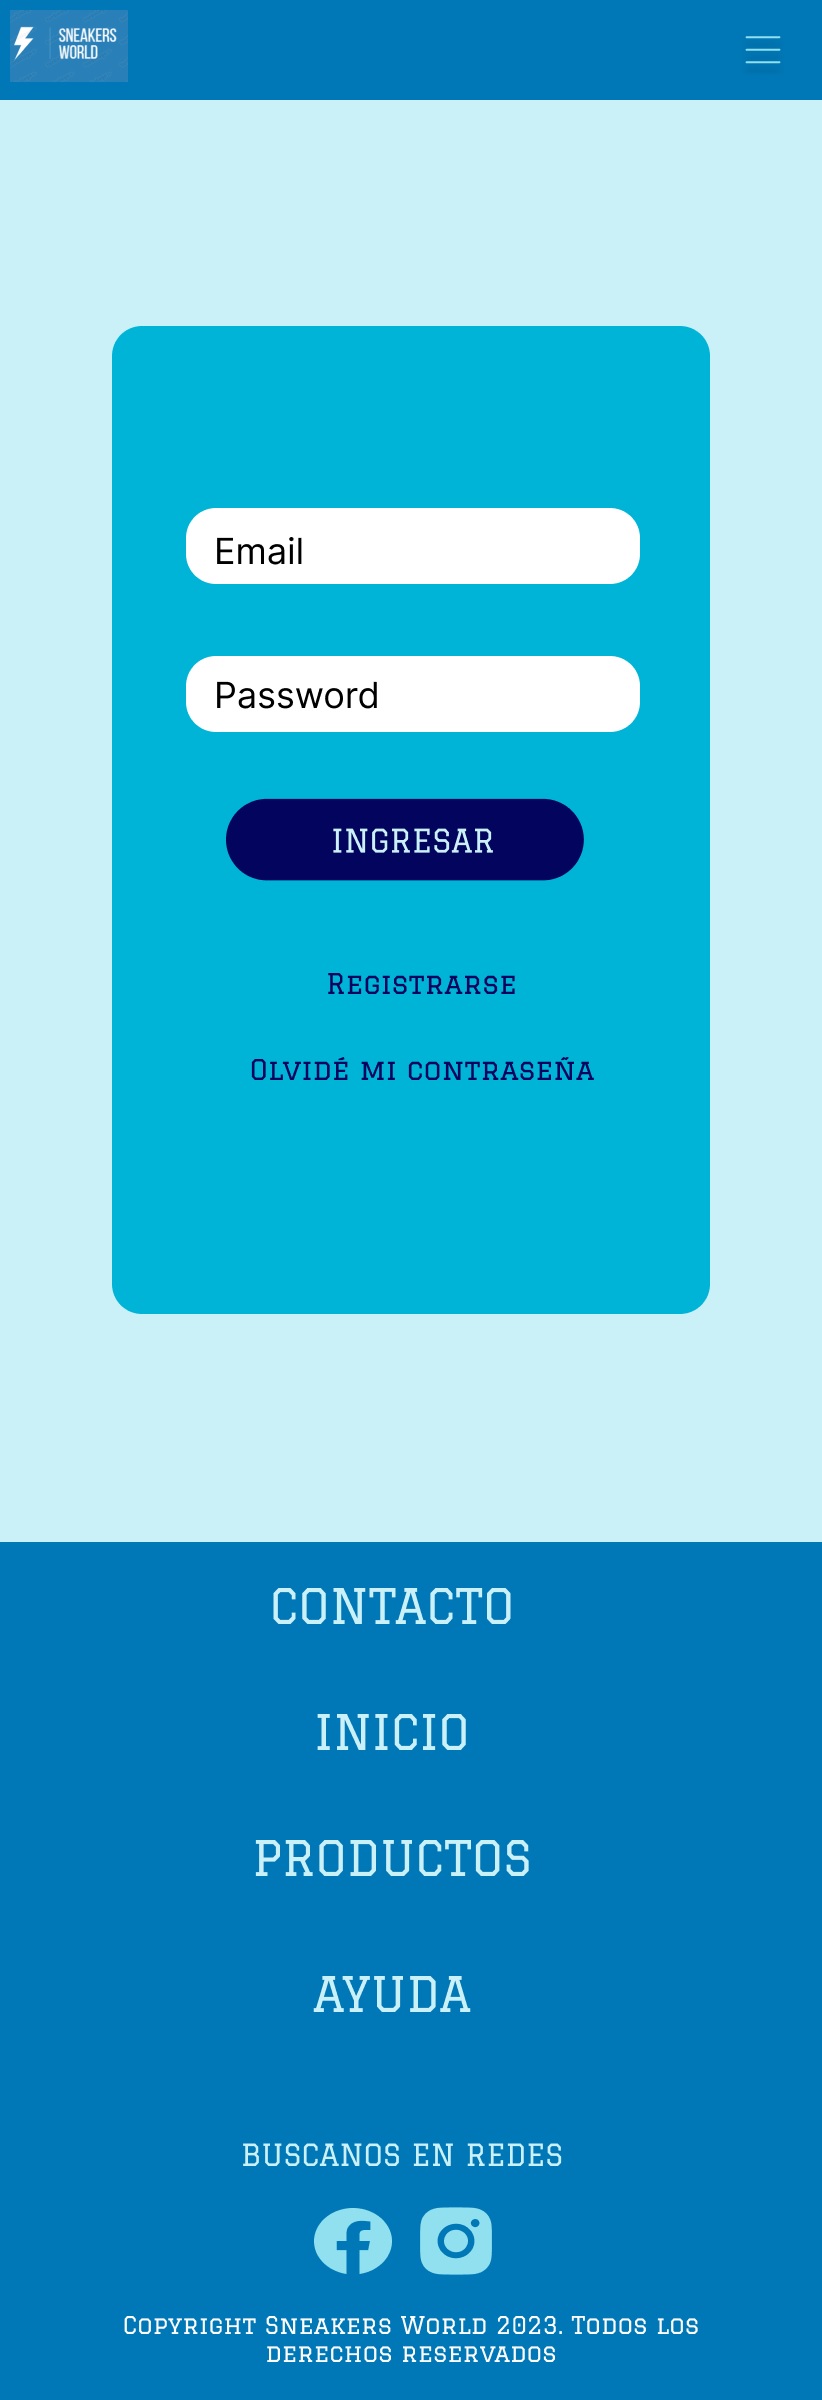 SNEAKERS
WORLD
Email
Password
INGRESAR
Registrarse
Olvidé mi contraseña
CONTACTO
INICIO
PRODUCTOS
AYUDA
BUSCANOS EN REDES
Copyright Sneakers World 2023. Todos los
derechos reservados